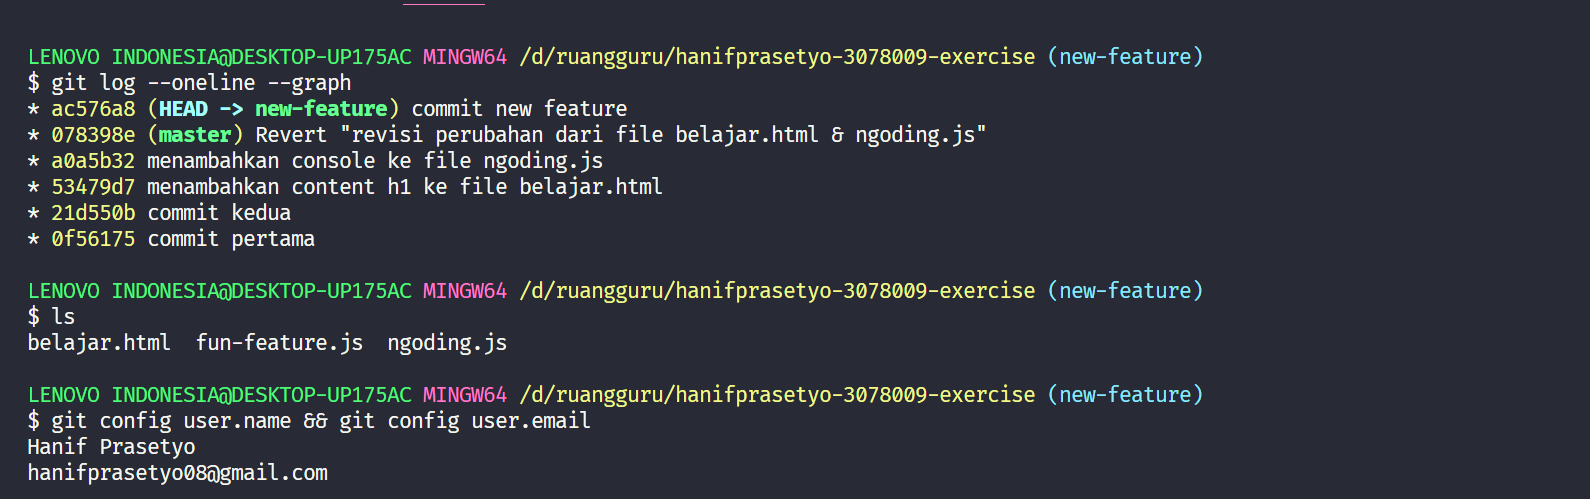 LENOVO INDONESIA@DESKTOP-UP175AC MINGW64 /d/ruangguru/hanifprasetyo-3078009-exercise (new-feature)
$ git log --oneline --graph
* ac576a8 (HEAD -> new-feature) commit new feature
* 078398e (master) Revert "revisi perubahan dari file belajar.html & ngoding.js"
* a0a5b32 menambahkan console ke file ngoding.js
* 53479d7 menambahkan content h1 ke file belajar.html
* 21d550b commit kedua
* 0f56175 commit pertama
LENOVO INDONESIA@DESKTOP-UP175AC MINGW64 /d/ruangguru/hanifprasetyo-3078009-exercise (new-feature)
$ ls
belajar.html  fun-feature.js  ngoding.js
LENOVO INDONESIA@DESKTOP-UP175AC MINGW64 /d/ruangguru/hanifprasetyo-3078009-exercise (new-feature)
$ git config user.name && git config user.email
Hanif Prasetyo
hanifprasetyo08@gmail.com